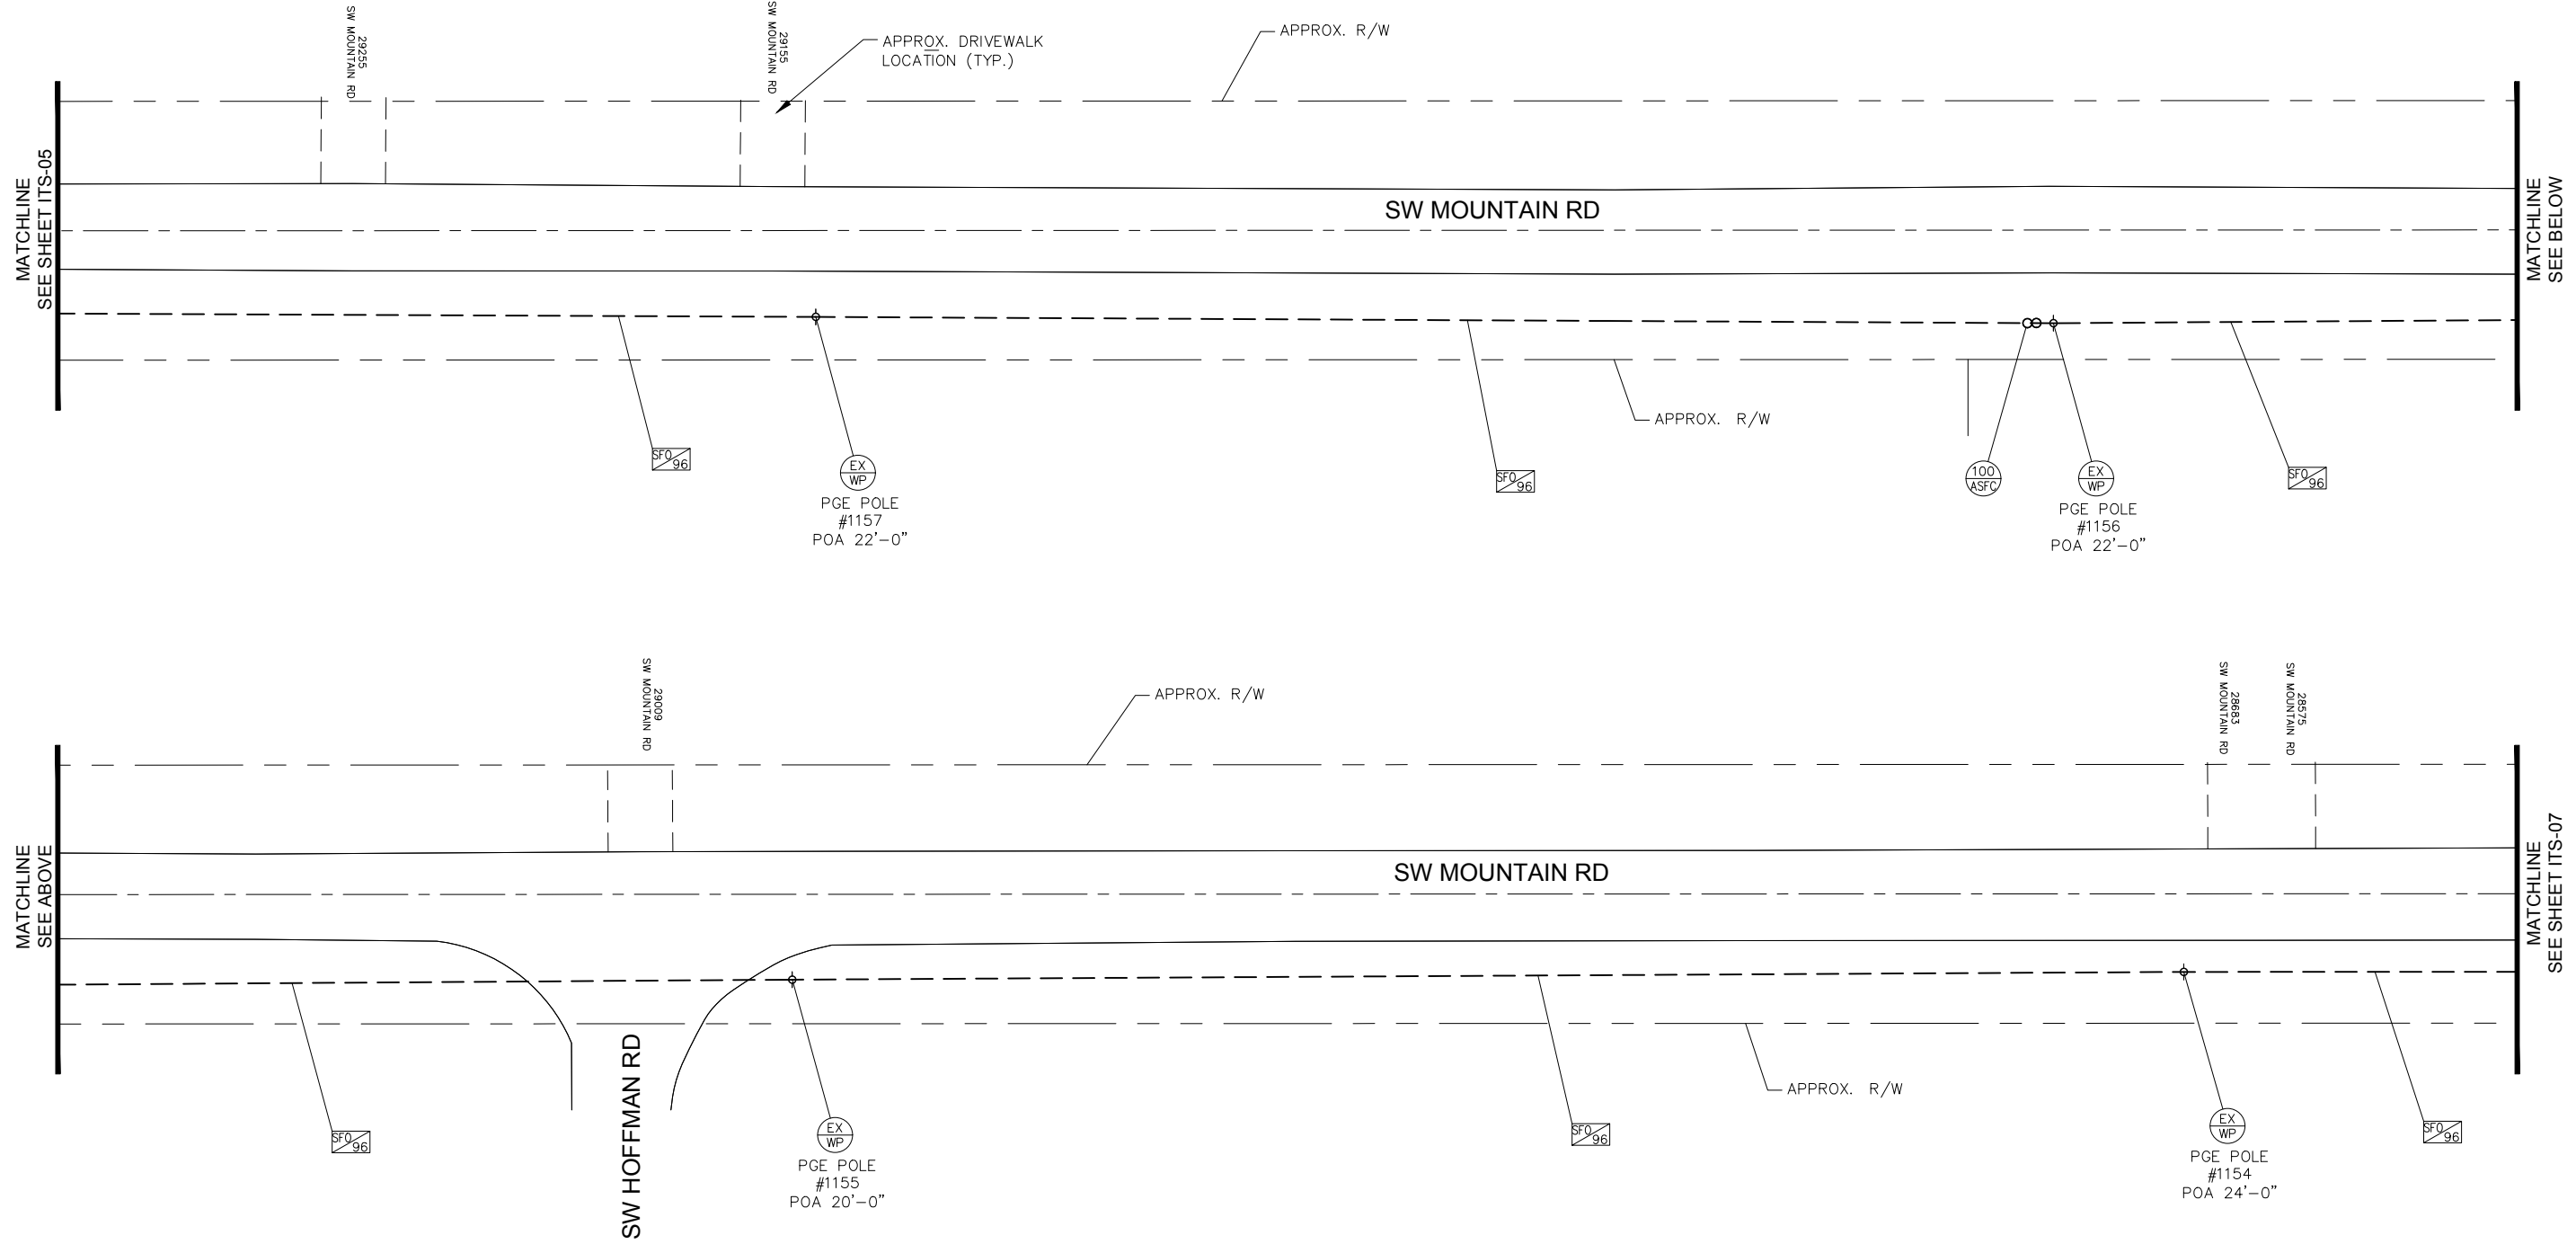 29255
SW MOUNTAIN RD
29155
SW MOUNTAIN RD
APPROX. DRIVEWALK
LOCATION (TYP.)
APPROX. R/W
MATCHLINE
SEE SHEET ITS-05
SW MOUNTAIN RD
MATCHLINE
SEE BELOW
APPROX. R/W
SFO
96
EX
WP
PGE POLE
#1157
POA 22'-0"
SFO
96
100
ASFC
EX
WP
PGE POLE
#1156
POA 22'-0"
SFO
96
29009
SW MOUNTAIN RD
APPROX. R/W
28683
SW MOUNTAIN RD
28575
SW MOUNTAIN RD
MATCHLINE
SEE ABOVE
SW MOUNTAIN RD
MATCHLINE
SEE SHEET ITS-07
SW HOFFMAN RD
APPROX. R/W
SFO
96
EX
WP
PGE POLE
#1155
POA 20'-0"
SFO
96
EX
WP
PGE POLE
#1154
POA 24'-0"
SFO
96